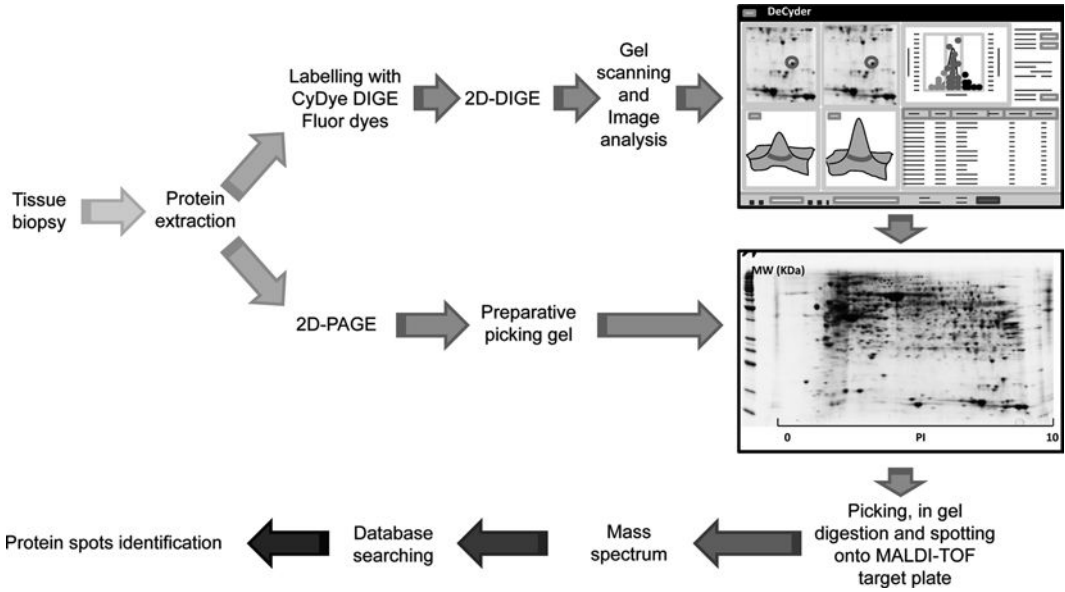 DeCyder
Labelling with
CyDye DIGE
Fluor dyes
2D-DIGE
Gel
scanning
and
Image
analysis
Tissue
biopsy
Protein
extraction
2D-PAGE
Preparative
picking gel
MW (KDa)
0 PI 10
Picking, in gel
digestion and spotting
onto MALDI-TOF
target plate
Mass
spectrum
Database
searching
Protein spots identification